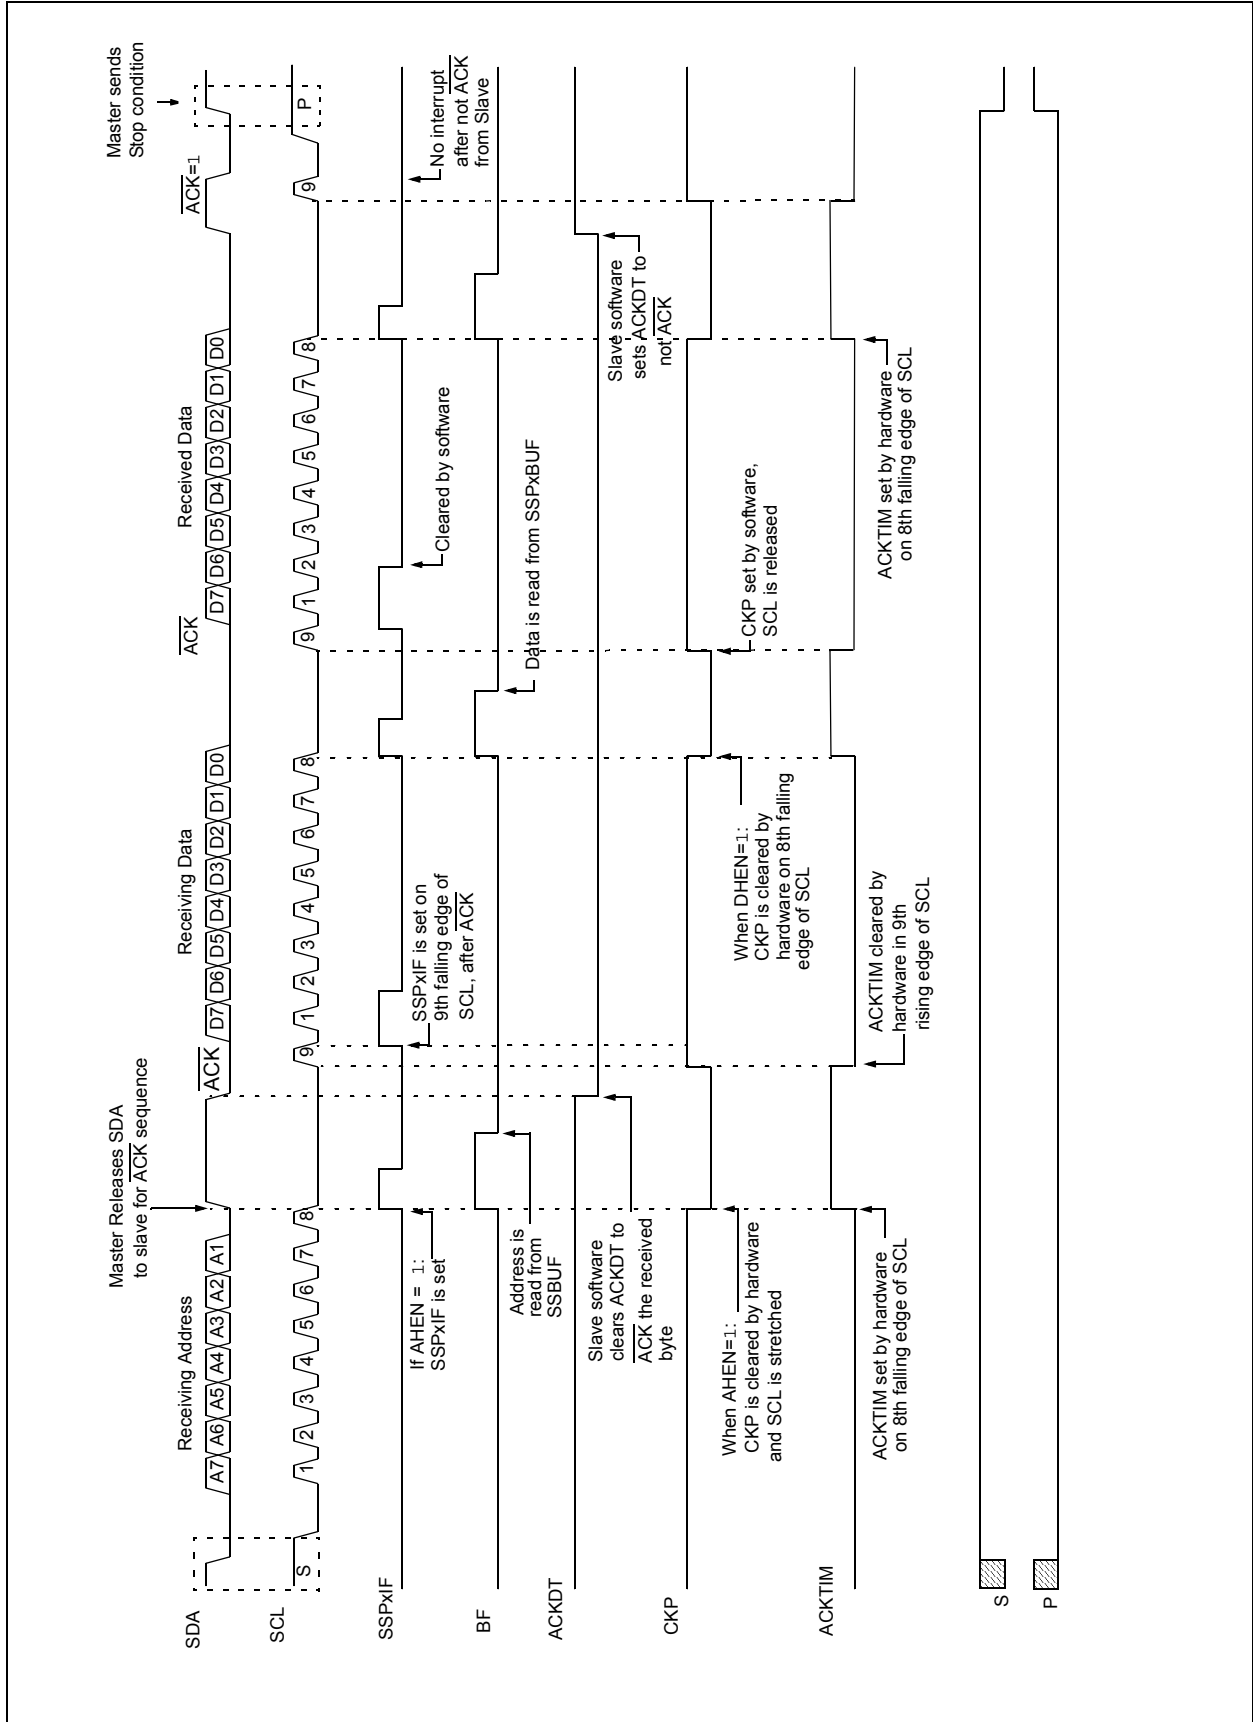 Master Releases SDA
to slave for ACK sequence
Master sends
Stop condition
Receiving Address
Receiving Data
Received Data
ACK
ACK
ACK=1
SDA
A7 A6 A5 A4 A3 A2 A1
D7 D6 D5 D4 D3 D2 D1 D0
D7 D6 D5 D4 D3 D2 D1 D0
SCL
S
1 2 3 4 5 6 7 8 9
1 2 3 4 5 6 7 8 9
1 2 3 4 5 6 7 8 9
P
SSPxIF
If AHEN = 1:
SSPxIF is set
SSPxIF is set on
9th falling edge of
SCL, after ACK
Cleared by software
No interrupt
after not ACK
from Slave
BF
Address is
read from
SSBUF
Data is read from SSPxBUF
ACKDT
Slave software
clears ACKDT to
ACK the received
byte
Slave software
sets ACKDT to
not ACK
CKP
When AHEN=1:
CKP is cleared by hardware
and SCL is stretched
When DHEN=1:
CKP is cleared by
hardware on 8th falling
edge of SCL
CKP set by software,
SCL is released
ACKTIM
ACKTIM set by hardware
on 8th falling edge of SCL
ACKTIM cleared by
hardware in 9th
rising edge of SCL
ACKTIM set by hardware
on 8th falling edge of SCL
S
P